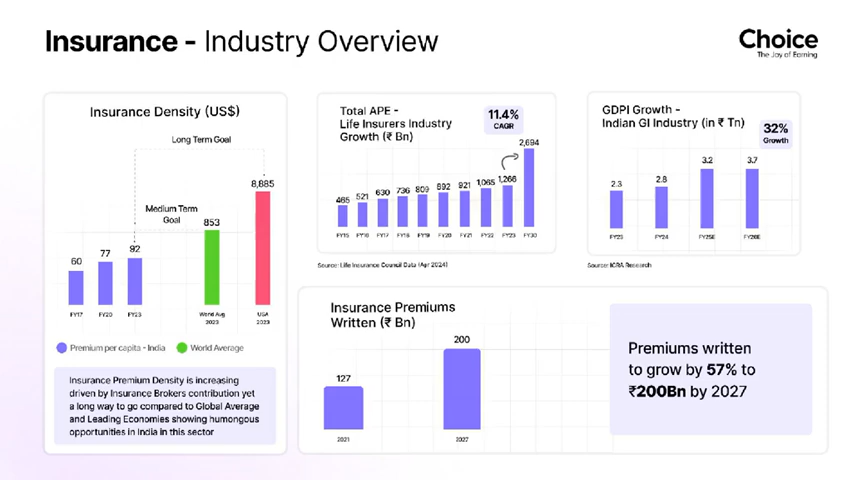 Insurance - Industry Overview
Choice
The Joy of Earning
Insurance Density (US$)
Long Term Goal
8,885
Medium Term
Goal
853
60
77
92
FY17
FY20
FY23
World Avg
2023
USA
2023
Premium per capita - India
World Average
Insurance Premium Density is increasing
driven by Insurance Brokers contribution yet
a long way to go compared to Global Average
and Leading Economies showing humongous
opportunities in India in this sector
Total APE -
Life Insurers Industry
Growth (₹ Bn)
11.4%
CAGR
2,694
465 521 630 736 809 892 921 1,065 1,266
FY15 FY16 FY17 FY18 FY19 FY20 FY21 FY22 FY23 FY30
Source: Life Insurance Council Data (Apr 2024)
GDPI Growth -
Indian GI Industry (in ₹ Tn)
32%
Growth
2.3 2.8 3.2 3.7
FY23 FY24 FY25E FY26E
Source: ICRA Research
Insurance Premiums
Written (₹ Bn)
127
200
2021
2027
Premiums written
to grow by 57% to
₹200Bn by 2027